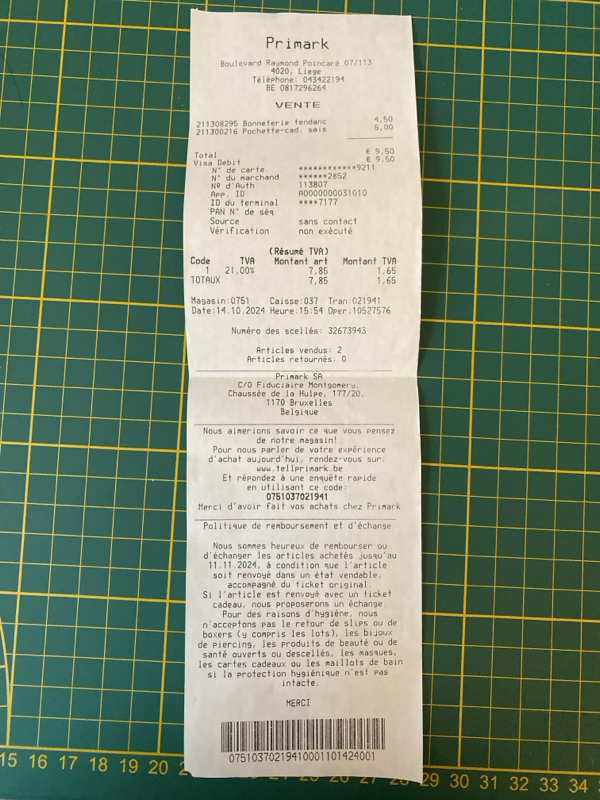 Primark
Boulevard Raymond Poincaré 07/113
4020, Liege
Téléphone: 043422194
BE 0817296264
VENTE
211308295 Bonneterie tendanc 4,50
211300216 Pochette-cad. sais 5,00
Total € 9,50
Visa Debit € 9,50
N° de carte ************9211
N° du marchand ******2852
Nº d'Auth 113807
App. ID A0000000031010
ID du terminal ****7177
PAN N° de séq
Source sans contact
Vérification non exécuté
(Résumé TVA)
Code TVA Montant art Montant TVA
1 21,00% 7,85 1,65
TOTAUX 7,85 1,65
Magasin:0751 Caisse:037 Tran:021941
Date:14.10.2024 Heure:15:54 Oper:10527576
Numéro des scellés: 32673943
Articles vendus: 2
Articles retournés: 0
Primark SA
C/O Fiduciaire Montgomery,
Chaussée de la Hulpe, 177/20,
1170 Bruxelles
Belgique
Nous aimerions savoir ce que vous pensez
de notre magasin!
Pour nous parler de votre expérience
d'achat aujourd'hui, rendez-vous sur:
www.tellprimark.be
Et répondez à une enquête rapide
en utilisant ce code:
0751037021941
Merci d'avoir fait vos achats chez Primark
Politique de remboursement et d'échange
Nous sommes heureux de rembourser ou
d'échanger les articles achetés jusqu'au
11.11.2024, à condition que l'article
soit renvoyé dans un état vendable,
accompagné du ticket original.
Si l'article est renvoyé avec un ticket
cadeau, nous proposerons un échange.
Pour des raisons d'hygiène, nous
n'acceptons pas le retour de slips ou de
boxers (y compris les lots), les bijoux
de piercing, les produits de beauté ou de
santé ouverts ou descellés, les masques,
les cartes cadeaux ou les maillots de bain
si la protection hygiénique n'est pas
intacte.
MERCI
07510370219410001101424001
15 16 17 18 19 20 29 30 31 32 33 34